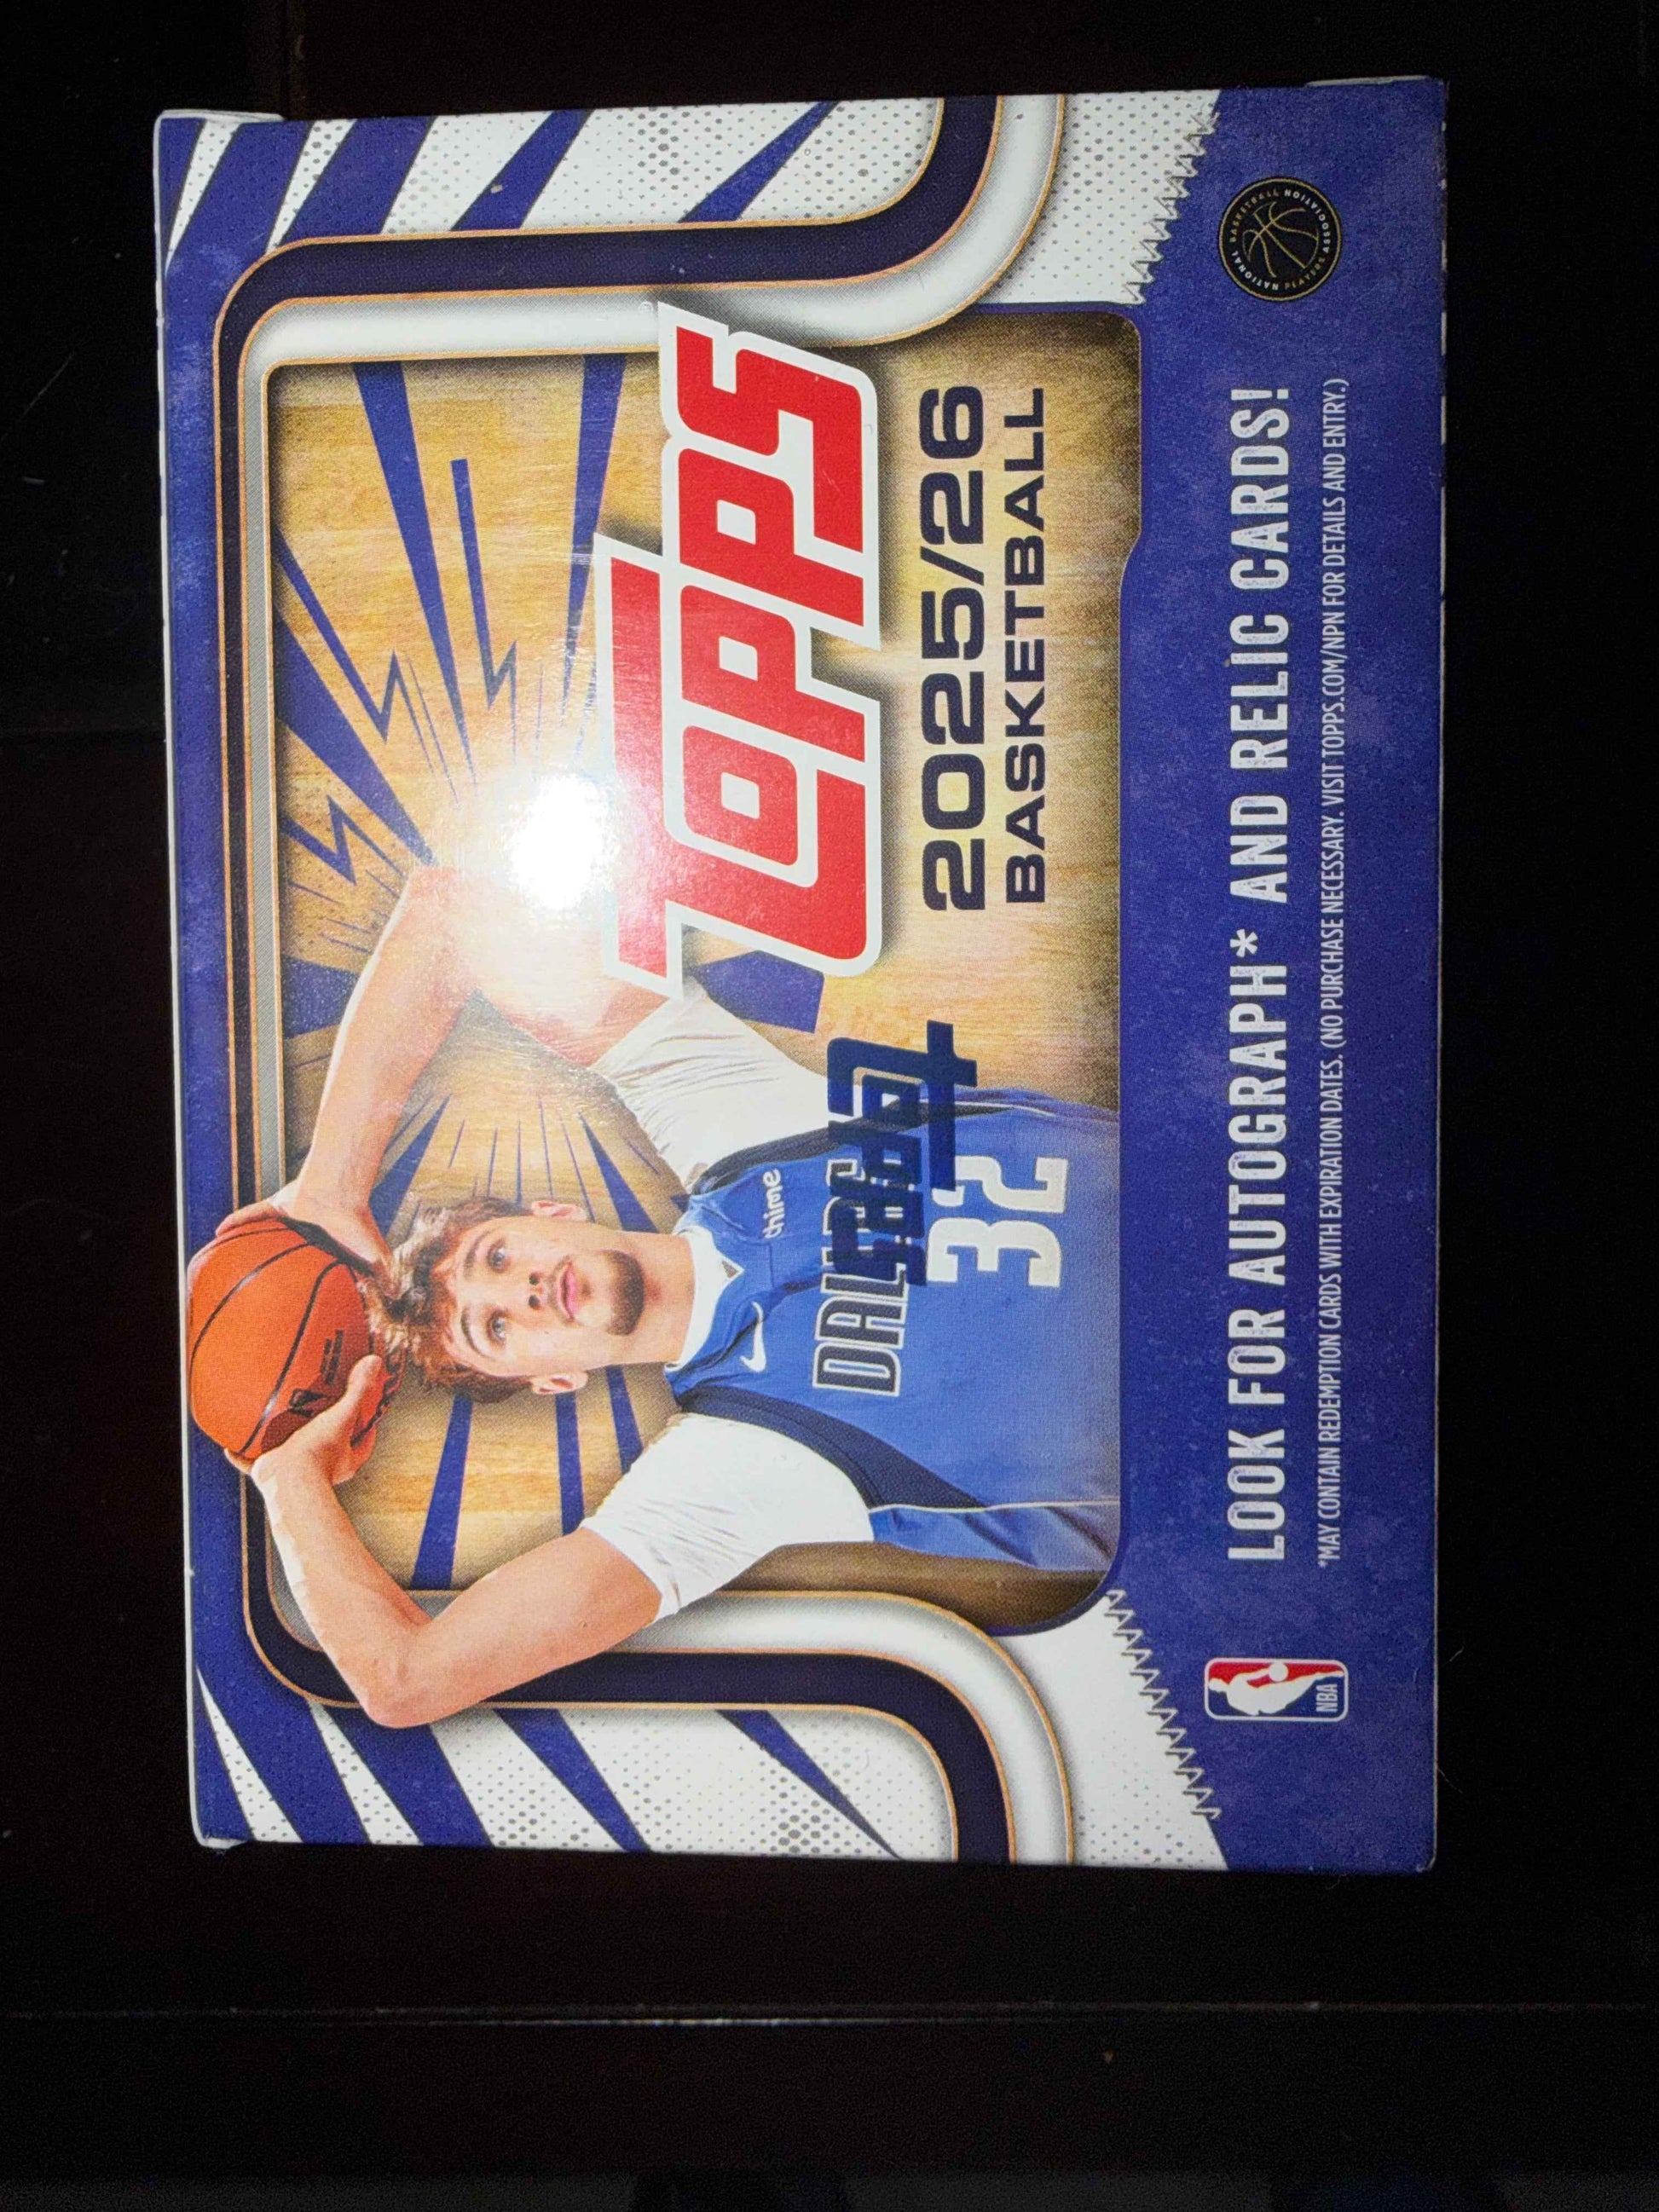 NATIONAL BASKETBALL PLAYERS ASSOCIATION
topps
2025/26
BASKETBALL
chime
DALLAS
32
LOOK FOR AUTOGRAPH* AND RELIC CARDS!
*MAY CONTAIN REDEMPTION CARDS WITH EXPIRATION DATES. (NO PURCHASE NECESSARY. VISIT TOPPS.COM/NPN FOR DETAILS AND ENTRY.)
NBA